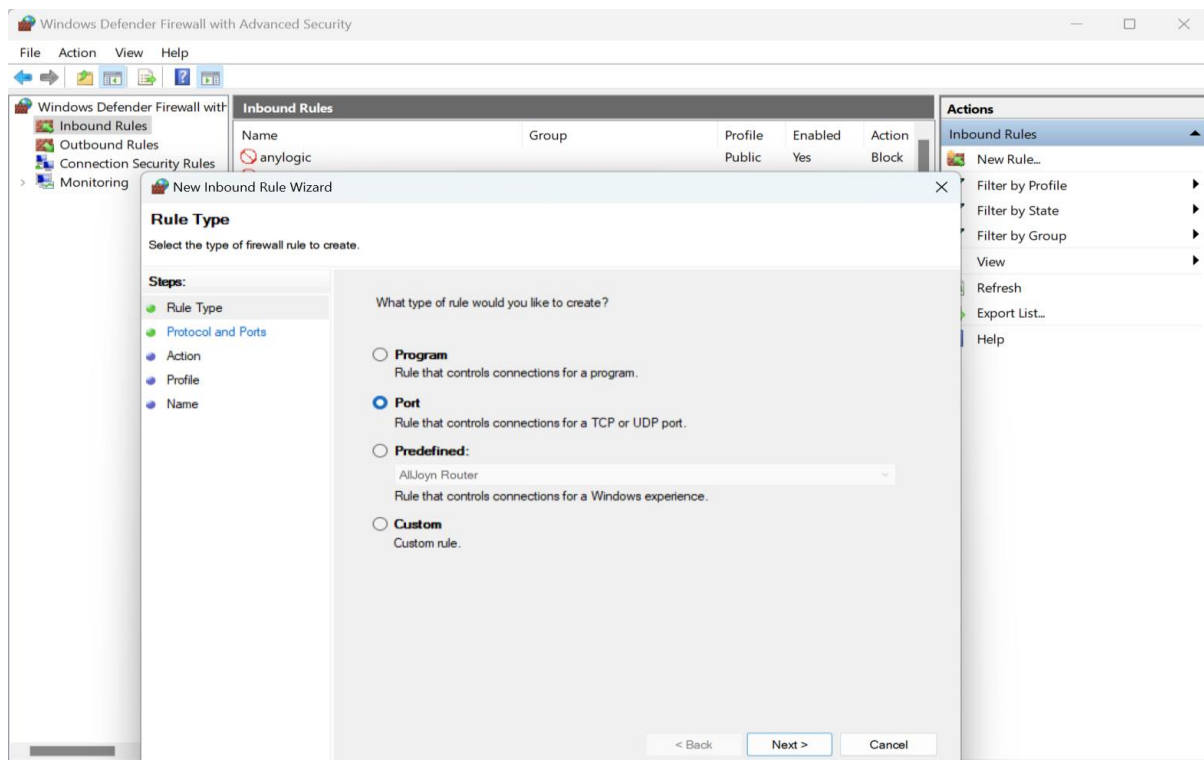 Windows Defender Firewall with Advanced Security
File Action View Help
Windows Defender Firewall with
Inbound Rules
Outbound Rules
Connection Security Rules
Monitoring
Inbound Rules
Name Group Profile Enabled Action
anylogic Public Yes Block
Actions
Inbound Rules
New Rule...
Filter by Profile
Filter by State
Filter by Group
View
Refresh
Export List...
Help
New Inbound Rule Wizard
Rule Type
Select the type of firewall rule to create.
Steps:
Rule Type
Protocol and Ports
Action
Profile
Name
What type of rule would you like to create?
Program
Rule that controls connections for a program.
Port
Rule that controls connections for a TCP or UDP port.
Predefined:
AllJoyn Router
Rule that controls connections for a Windows experience.
Custom
Custom rule.
< Back Next > Cancel